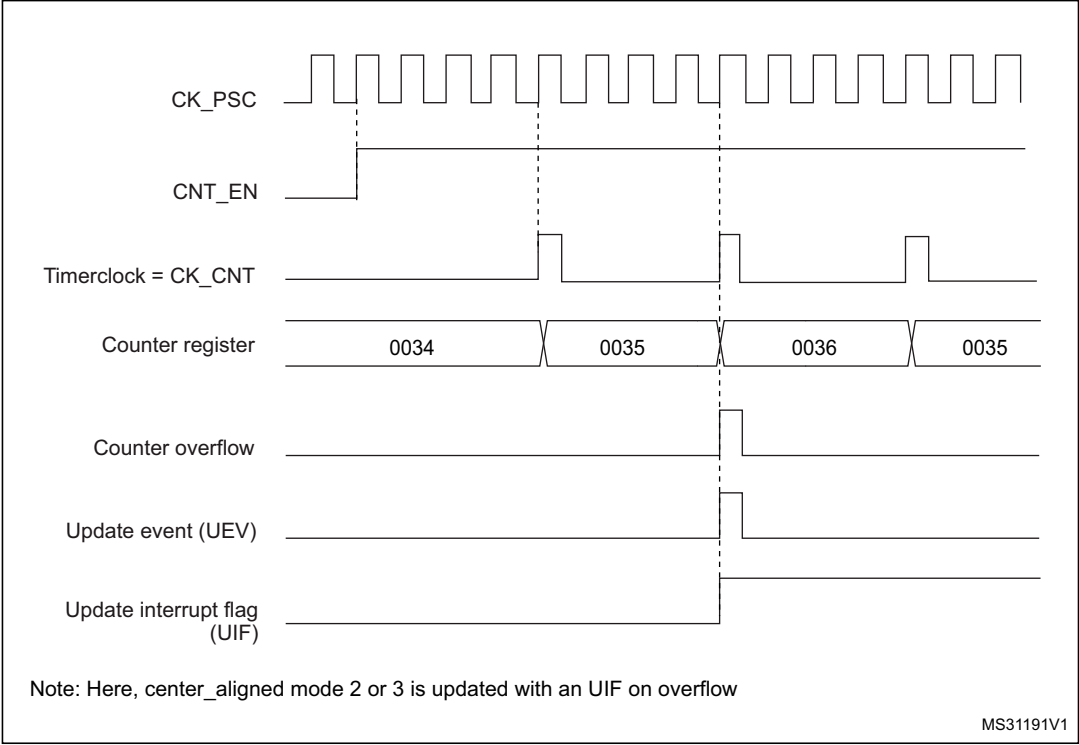 CK_PSC
CNT_EN
Timerclock = CK_CNT
Counter register
0034
0035
0036
0035
Counter overflow
Update event (UEV)
Update interrupt flag
(UIF)
Note: Here, center_aligned mode 2 or 3 is updated with an UIF on overflow
MS31191V1